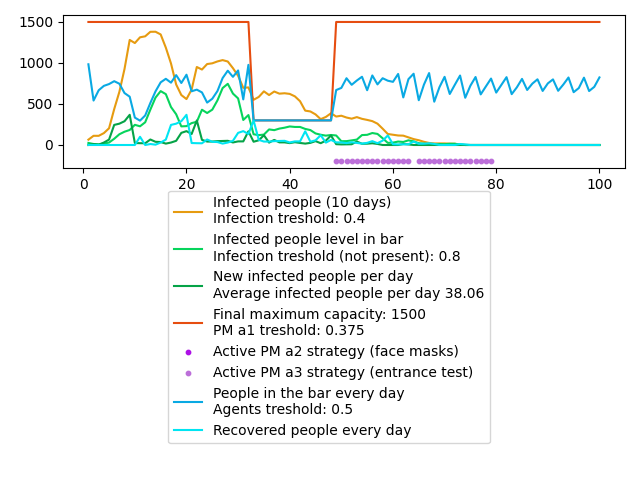 1500
1000
500
0
0 20 40 60 80 100
Infected people (10 days)
Infection treshold: 0.4
Infected people level in bar
Infection treshold (not present): 0.8
New infected people per day
Average infected people per day 38.06
Final maximum capacity: 1500
PM a1 treshold: 0.375
Active PM a2 strategy (face masks)
Active PM a3 strategy (entrance test)
People in the bar every day
Agents treshold: 0.5
Recovered people every day